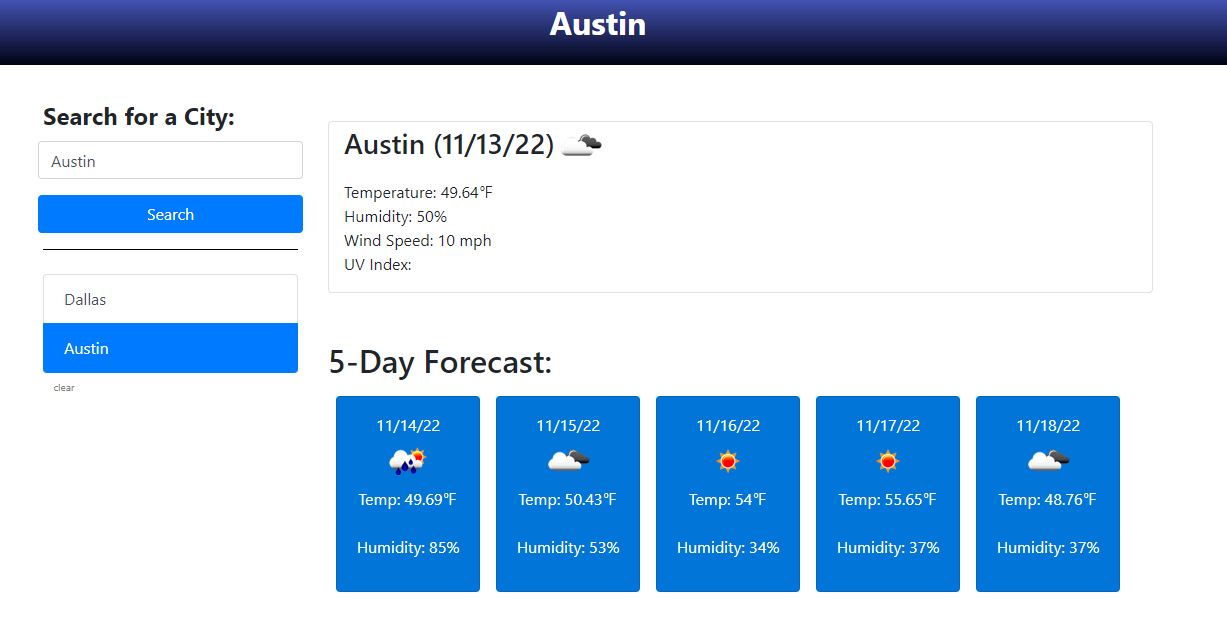 Austin
Search for a City:
Austin
Search
Dallas
Austin
clear
Austin (11/13/22)
Temperature: 49.64°F
Humidity: 50%
Wind Speed: 10 mph
UV Index:
5-Day Forecast:
11/14/22
Temp: 49.69°F
Humidity: 85%
11/15/22
Temp: 50.43°F
Humidity: 53%
11/16/22
Temp: 54°F
Humidity: 34%
11/17/22
Temp: 55.65°F
Humidity: 37%
11/18/22
Temp: 48.76°F
Humidity: 37%